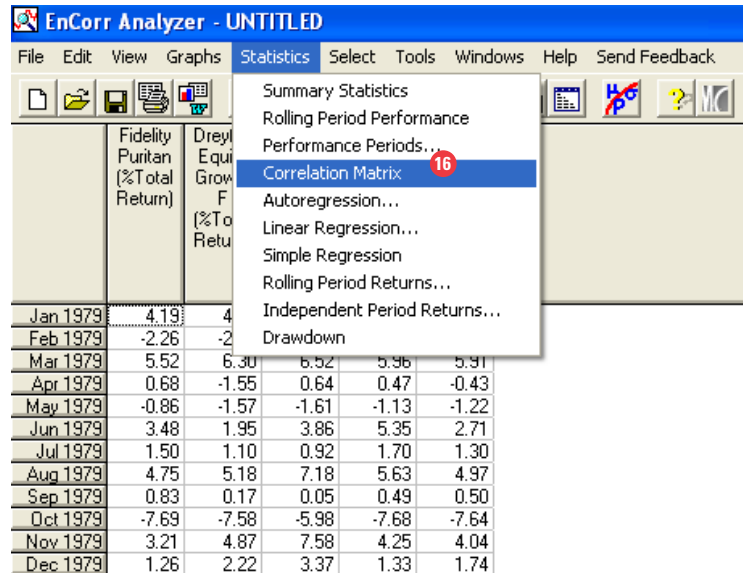 EnCorr Analyzer - UNTITLED
File Edit View Graphs Statistics Select Tools Windows Help Send Feedback
Summary Statistics
Rolling Period Performance
Performance Periods...
Correlation Matrix
16
Autoregression...
Linear Regression...
Simple Regression
Rolling Period Returns...
Independent Period Returns...
Drawdown
Fidelity
Puritan
(%Total
Return)
Jan 1979 4.19 4
Feb 1979 -2.26 -2
Mar 1979 5.52 6.30 6.52 5.96 5.91
Apr 1979 0.68 -1.55 0.64 0.47 -0.43
May 1979 -0.86 -1.57 -1.61 -1.13 -1.22
Jun 1979 3.48 1.95 3.86 5.35 2.71
Jul 1979 1.50 1.10 0.92 1.70 1.30
Aug 1979 4.75 5.18 7.18 5.63 4.97
Sep 1979 0.83 0.17 0.05 0.49 0.50
Oct 1979 -7.69 -7.58 -5.98 -7.68 -7.64
Nov 1979 3.21 4.87 7.58 4.25 4.04
Dec 1979 1.26 2.22 3.37 1.33 1.74